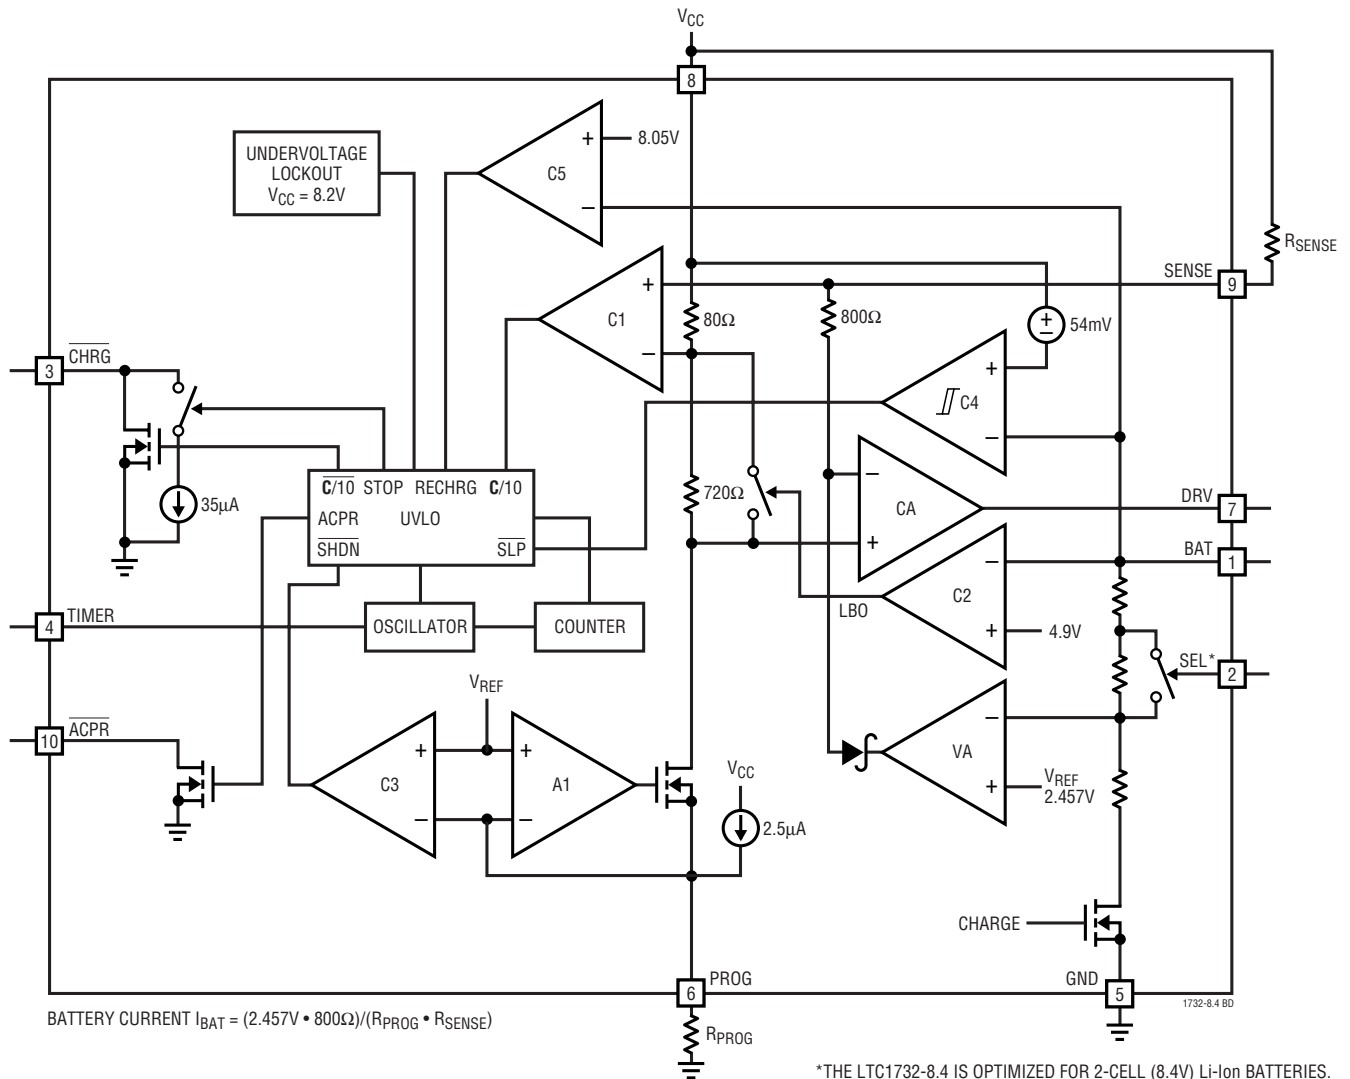 VCC
8
UNDERVOLTAGE
LOCKOUT
VCC = 8.2V
+
8.05V
C5
–
RSENSE
SENSE
9
+
C1
–
80Ω
800Ω
+
–
54mV
3
CHRG
+
C4
–
720Ω
35µA
C/10 STOP RECHRG C/10
ACPR UVLO
SHDN SLP
–
CA
+
DRV
7
BAT
1
–
C2
+
4.9V
LBO
4
TIMER
OSCILLATOR
COUNTER
SEL*
2
VREF
10
ACPR
+
C3
–
+
A1
–
VCC
2.5µA
–
VA
+
VREF
2.457V
CHARGE
6
PROG
GND
5
1732-8.4 BD
BATTERY CURRENT IBAT = (2.457V • 800Ω)/(RPROG • RSENSE)
RPROG
*THE LTC1732-8.4 IS OPTIMIZED FOR 2-CELL (8.4V) Li-Ion BATTERIES.